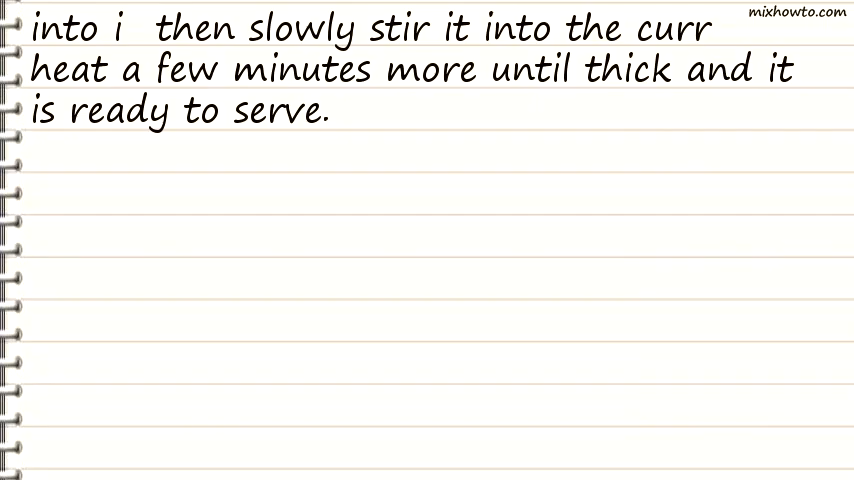 mixhowto.com
into i then slowly stir it into the curr
heat a few minutes more until thick and it
is ready to serve.